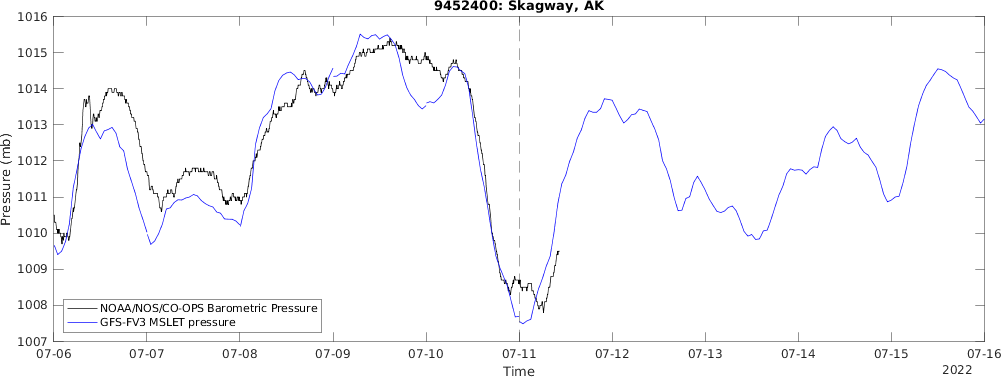 9452400: Skagway, AK
1016
1015
1014
1013
1012
1011
1010
1009
1008
1007
Pressure (mb)
NOAA/NOS/CO-OPS Barometric Pressure
GFS-FV3 MSLET pressure
07-06 07-07 07-08 07-09 07-10 07-11 07-12 07-13 07-14 07-15 07-16
Time
2022